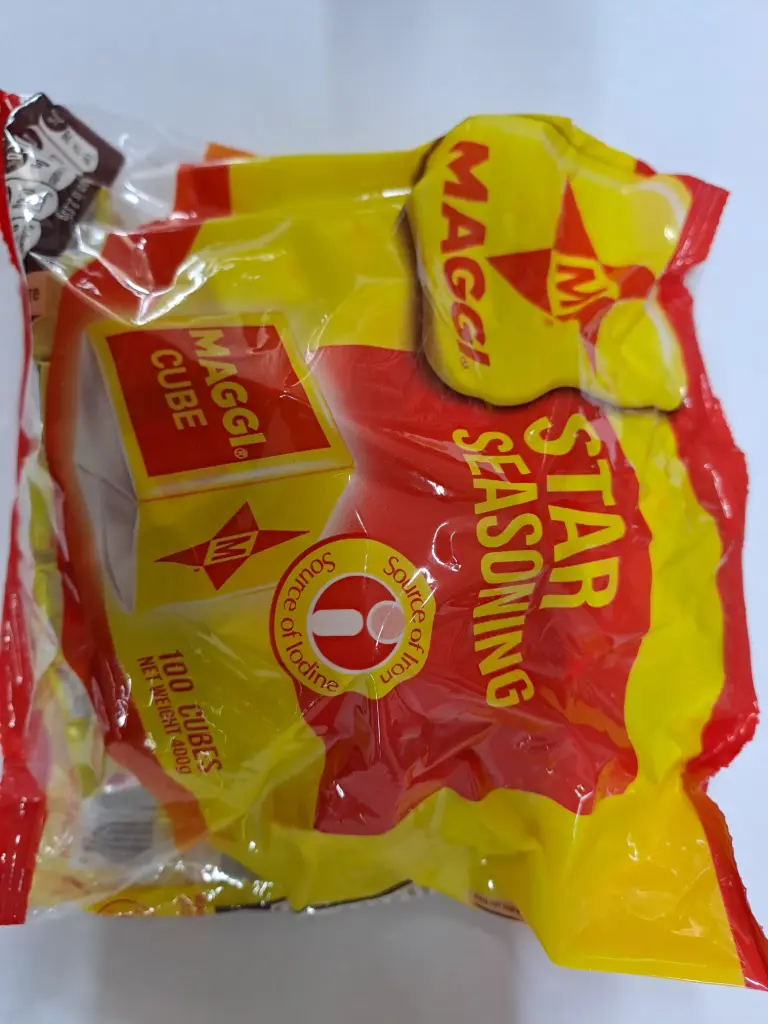 MAGGI®
M
STAR
SEASONING
Source of Iron
Source of Iodine
i
MAGGI®
CUBE
M
100 CUBES
NET WEIGHT 400g